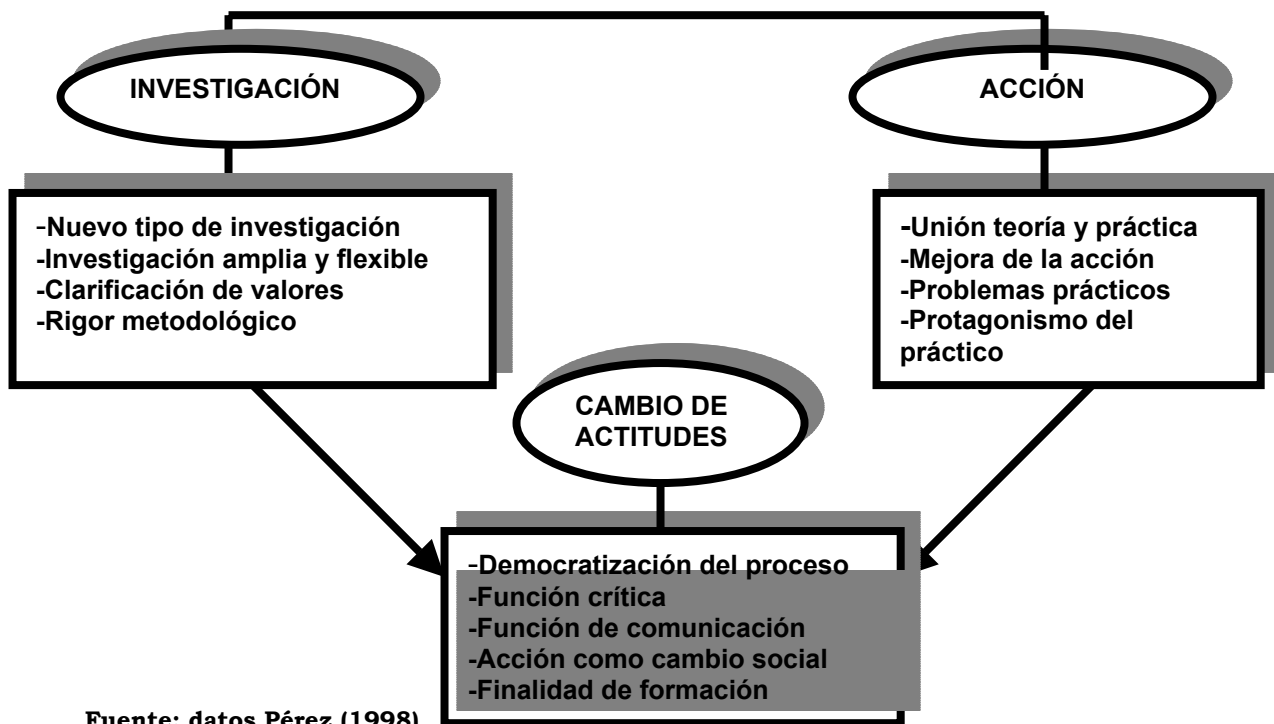 INVESTIGACIÓN
ACCIÓN
-Nuevo tipo de investigación
-Investigación amplia y flexible
-Clarificación de valores
-Rigor metodológico
-Unión teoría y práctica
-Mejora de la acción
-Problemas prácticos
-Protagonismo del
práctico
CAMBIO DE
ACTITUDES
-Democratización del proceso
-Función crítica
-Función de comunicación
-Acción como cambio social
-Finalidad de formación
Fuente: datos Pérez (1998)